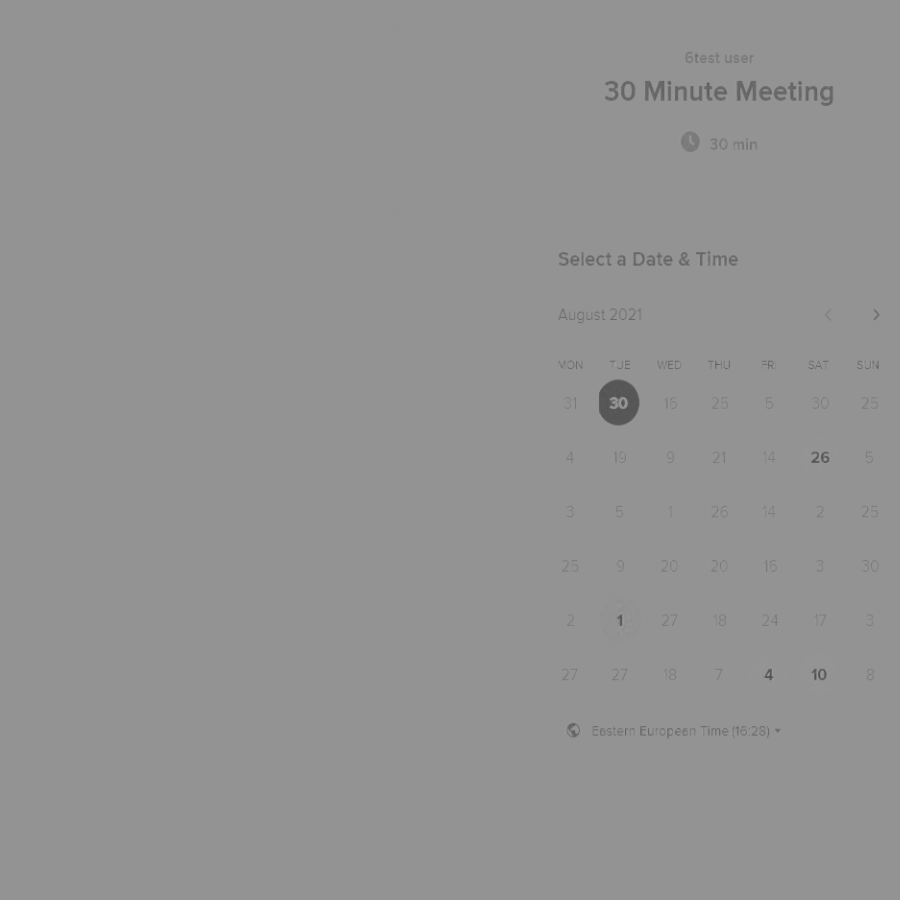 6test user
30 Minute Meeting
30 min
Select a Date & Time
August 2021
MON TUE WED THU FRI SAT SUN
31 30 16 25 5 30 25
4 19 9 21 14 26 5
3 5 1 26 14 2 25
25 9 20 20 16 3 30
2 1 27 18 24 17 3
27 27 18 7 4 10 8
Eastern European Time (16:28)